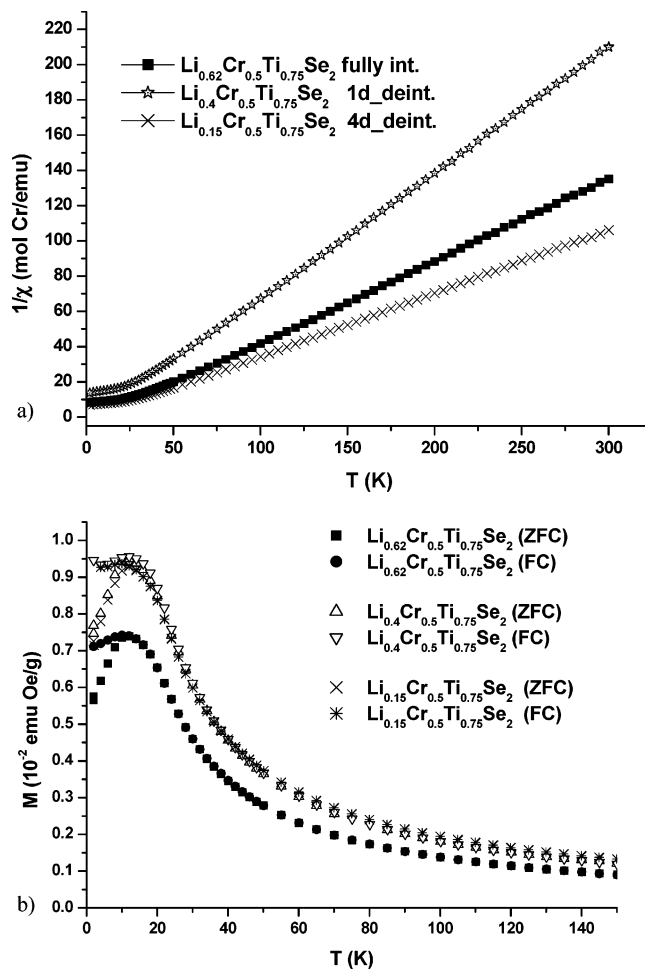 220
200
180
160
140
120
100
80
60
40
20
0
1/χ (mol Cr/emu)
Li0.62Cr0.5Ti0.75Se2 fully int.
Li0.4Cr0.5Ti0.75Se2 1d_deint.
Li0.15Cr0.5Ti0.75Se2 4d_deint.
a)
0 50 100 150 200 250 300
T (K)
1.0
0.9
0.8
0.7
0.6
0.5
0.4
0.3
0.2
0.1
0.0
M (10-2 emu Oe/g)
Li0.62Cr0.5Ti0.75Se2 (ZFC)
Li0.62Cr0.5Ti0.75Se2 (FC)
Li0.4Cr0.5Ti0.75Se2 (ZFC)
Li0.4Cr0.5Ti0.75Se2 (FC)
Li0.15Cr0.5Ti0.75Se2 (ZFC)
Li0.15Cr0.5Ti0.75Se2 (FC)
b)
0 20 40 60 80 100 120 140
T (K)